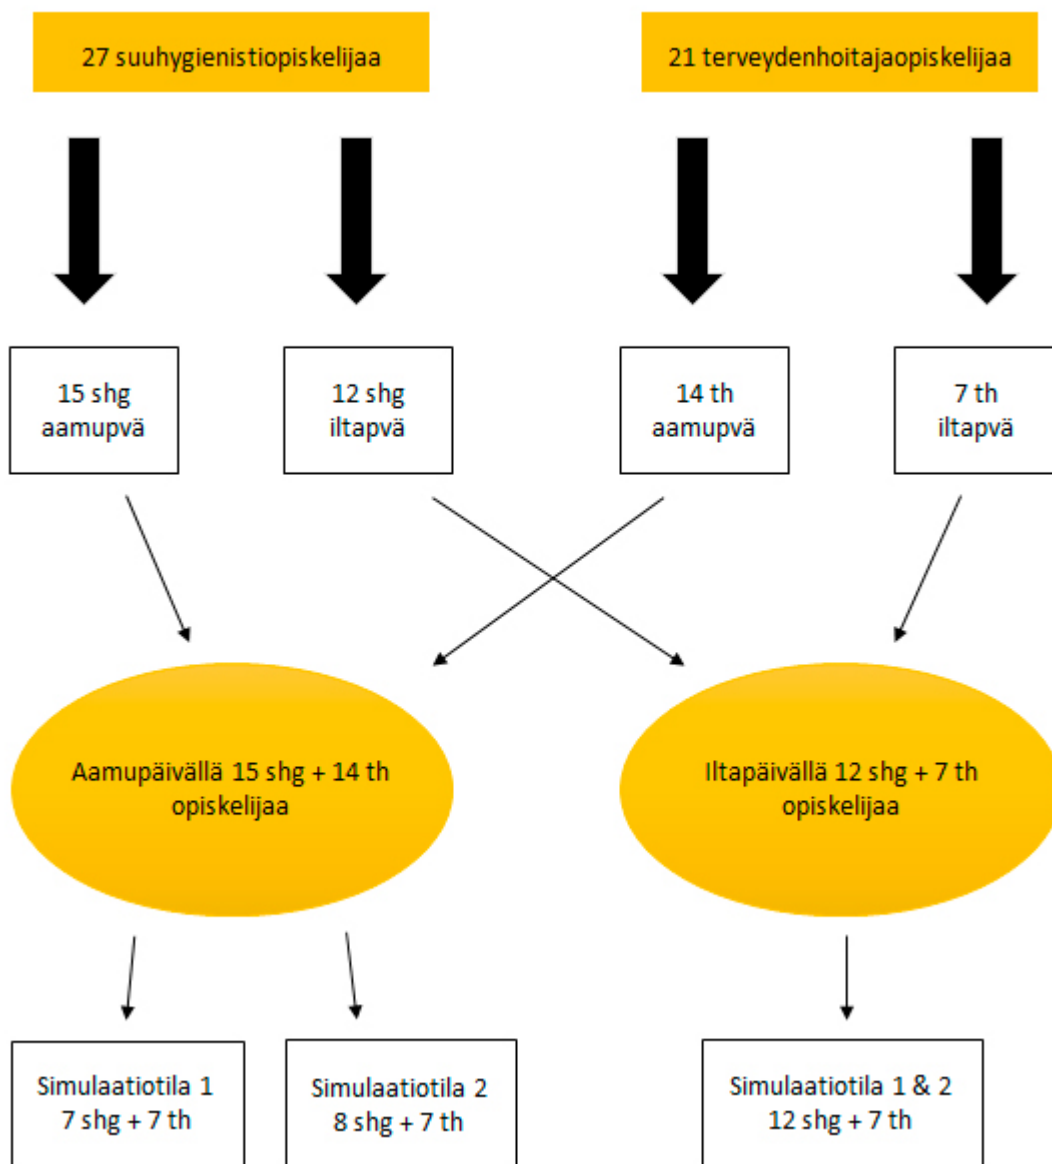 27 suuhygienistiopiskelijaa
21 terveydenhoitajaopiskelijaa
15 shg
aamupvä
12 shg
iltapvä
14 th
aamupvä
7 th
iltapvä
Aamupäivällä 15 shg + 14 th
opiskelijaa
Iltapäivällä 12 shg + 7 th
opiskelijaa
Simulaatiotila 1
7 shg + 7 th
Simulaatiotila 2
8 shg + 7 th
Simulaatiotila 1 & 2
12 shg + 7 th